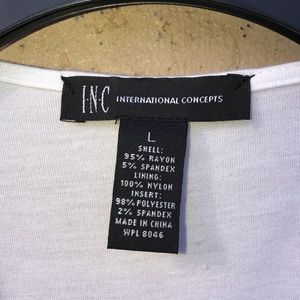 I·N·C INTERNATIONAL CONCEPTS
L
SHELL:
95% RAYON
5% SPANDEX
LINING:
100% NYLON
INSERT:
98% POLYESTER
2% SPANDEX
MADE IN CHINA
WPL 8046